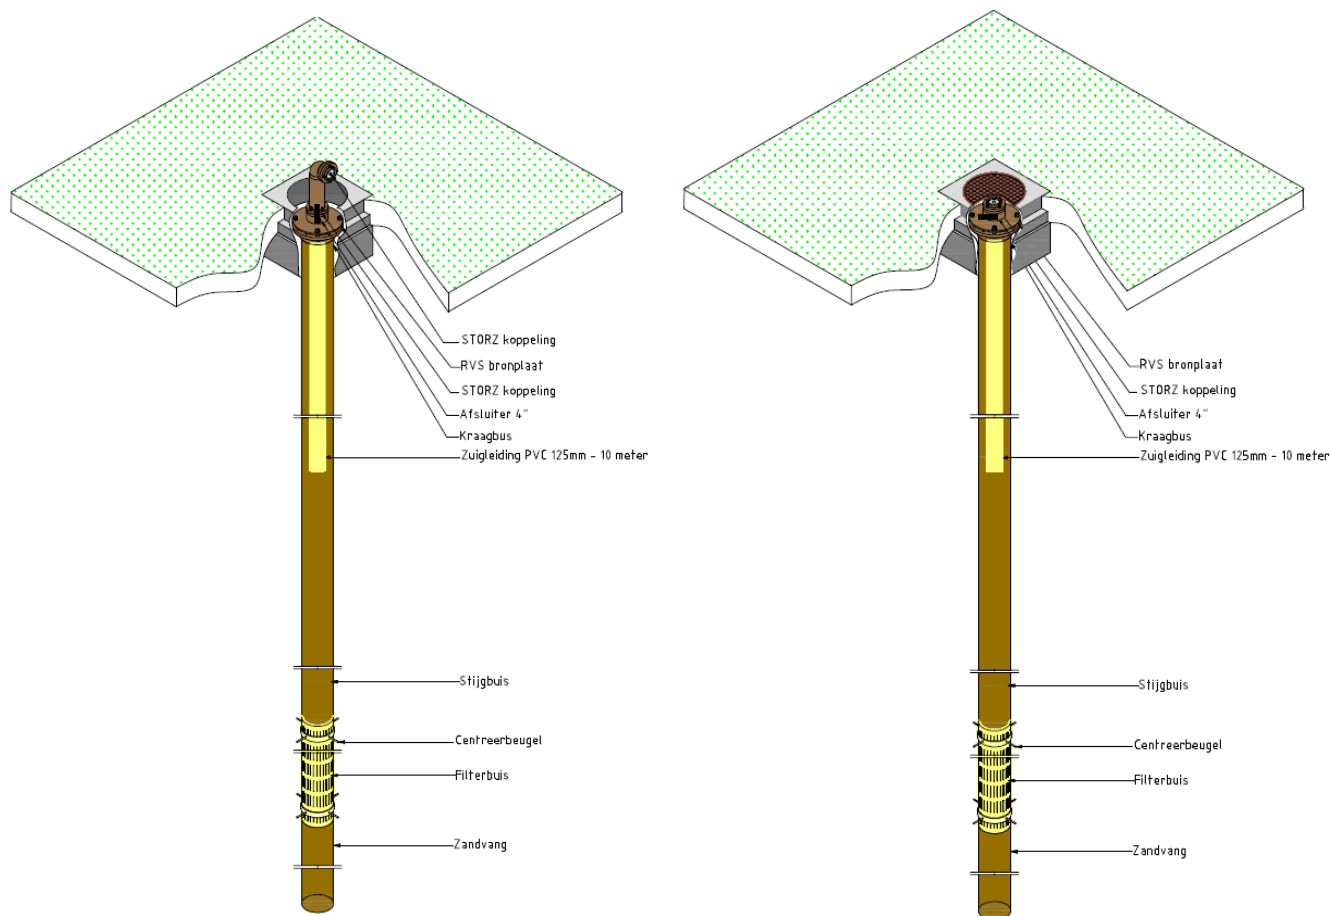 STORZ koppeling
RVS bronplaat
STORZ koppeling
Afsluiter 4"
Kraagbus
Zuigleiding PVC 125mm - 10 meter
Stijgbuis
Centreerbeugel
Filterbuis
Zandvang
RVS bronplaat
STORZ koppeling
Afsluiter 4"
Kraagbus
Zuigleiding PVC 125mm - 10 meter
Stijgbuis
Centreerbeugel
Filterbuis
Zandvang